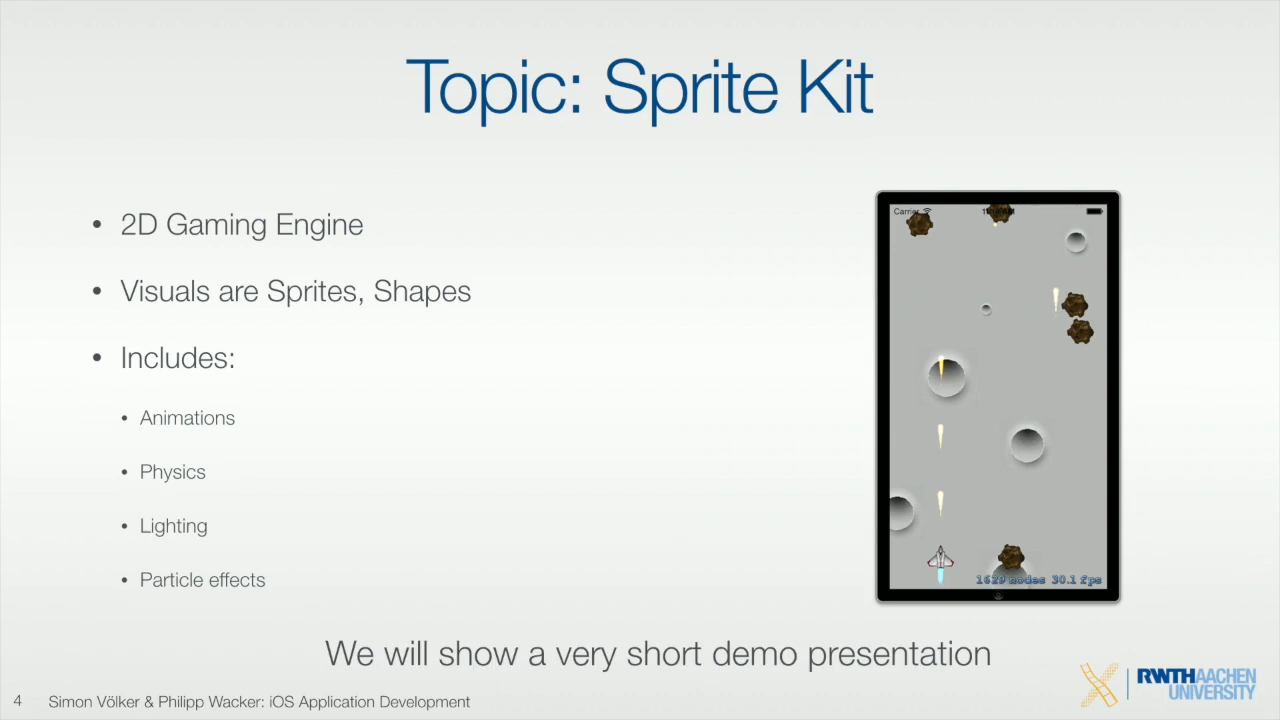 Topic: Sprite Kit
• 2D Gaming Engine
• Visuals are Sprites, Shapes
• Includes:
• Animations
• Physics
• Lighting
• Particle effects
Carrier
1629 nodes 30.1 fps
We will show a very short demo presentation
4 Simon Völker & Philipp Wacker: iOS Application Development
RWTHAACHEN
UNIVERSITY